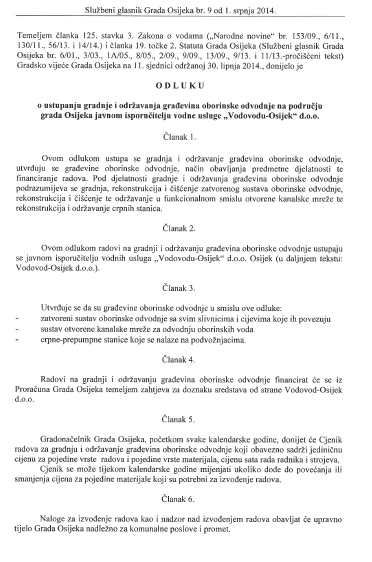 Službeni glasnik Grada Osijeka br. 9 od 1. srpnja 2014.
Temeljem članka 125. stavka 3. Zakona o vodama („Narodne novine“ br. 153/09., 6/11.,
130/11., 56/13. i 14/14.) i članka 19. točke 2. Statuta Grada Osijeka (Službeni glasnik Grada
Osijeka br. 6/01., 3/03., 1A/05., 8/05., 2/09., 9/09., 13/09., 9/13. i 11/13.-pročišćeni tekst)
Gradsko vijeće Grada Osijeka na 11. sjednici održanoj 30. lipnja 2014., donijelo je
O D L U K U
o ustupanju gradnje i održavanja građevina oborinske odvodnje na području
grada Osijeka javnom isporučitelju vodne usluge „Vodovodu-Osijek“ d.o.o.
Članak 1.
Ovom odlukom ustupa se gradnja i održavanje građevina oborinske odvodnje,
utvrđuju se građevine oborinske odvodnje, način obavljanja predmetne djelatnosti te
financiranje radova. Pod djelatnosti gradnje i održavanja građevina oborinske odvodnje
podrazumijeva se gradnja, rekonstrukcija i čišćenje zatvorenog sustava oborinske odvodnje,
rekonstrukcija i čišćenje te održavanje u funkcionalnom smislu otvorene kanalske mreže te
rekonstrukcija i održavanje crpnih stanica.
Članak 2.
Ovom odlukom radovi na gradnji i održavanju građevina oborinske odvodnje ustupaju
se javnom isporučitelju vodnih usluga „Vodovodu-Osijek“ d.o.o. Osijek (u daljnjem tekstu:
Vodovod-Osijek d.o.o.).
Članak 3.
Utvrđuje se da su građevine oborinske odvodnje u smislu ove odluke:
- zatvoreni sustav oborinske odvodnje sa svim slivnicima i cijevima koje ih povezuju
- sustav otvorene kanalske mreže za odvodnju oborinskih voda
- crpne-prepumpne stanice koje se nalaze na podvožnjacima.
Članak 4.
Radovi na gradnji i održavanju građevina oborinske odvodnje financirat će se iz
Proračuna Grada Osijeka temeljem zahtjeva za doznaku sredstava od strane Vodovod-Osijek
d.o.o.
Članak 5.
Gradonačelnik Grada Osijeka, početkom svake kalendarske godine, donijet će Cjenik
radova za gradnju i održavanje građevina oborinske odvodnje koji obavezno sadrži jediničnu
cijenu za pojedine vrste radova i pojedine vrste materijala, cijenu sata rada radnika i strojeva.
Cjenik se može tijekom kalendarske godine mijenjati ukoliko dođe do povećanja ili
smanjenja cijena za pojedine materijale koji su potrebni za izvođenje radova.
Članak 6.
Naloge za izvođenje radova kao i nadzor nad izvođenjem radova obavljat će upravno
tijelo Grada Osijeka nadležno za komunalne poslove i promet.